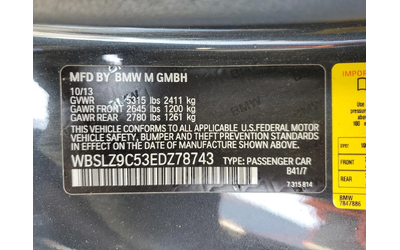 MFD BY BMW M GMBH
10/13
GVWR 5315 lbs 2411 kg
GAWR FRONT 2645 lbs 1200 kg
GAWR REAR 2780 lbs 1261 kg
THIS VEHICLE CONFORMS TO ALL APPLICABLE
FEDERAL MOTOR VEHICLE SAFETY, BUMPER, AND THEFT
PREVENTION STANDARDS IN EFFECT ON THE DATE OF
MANUFACTURE SHOWN ABOVE.
WBSLZ9C53EDZ78743 TYPE: PASSENGER CAR
B41/7
7 315 814
BMW
7847886